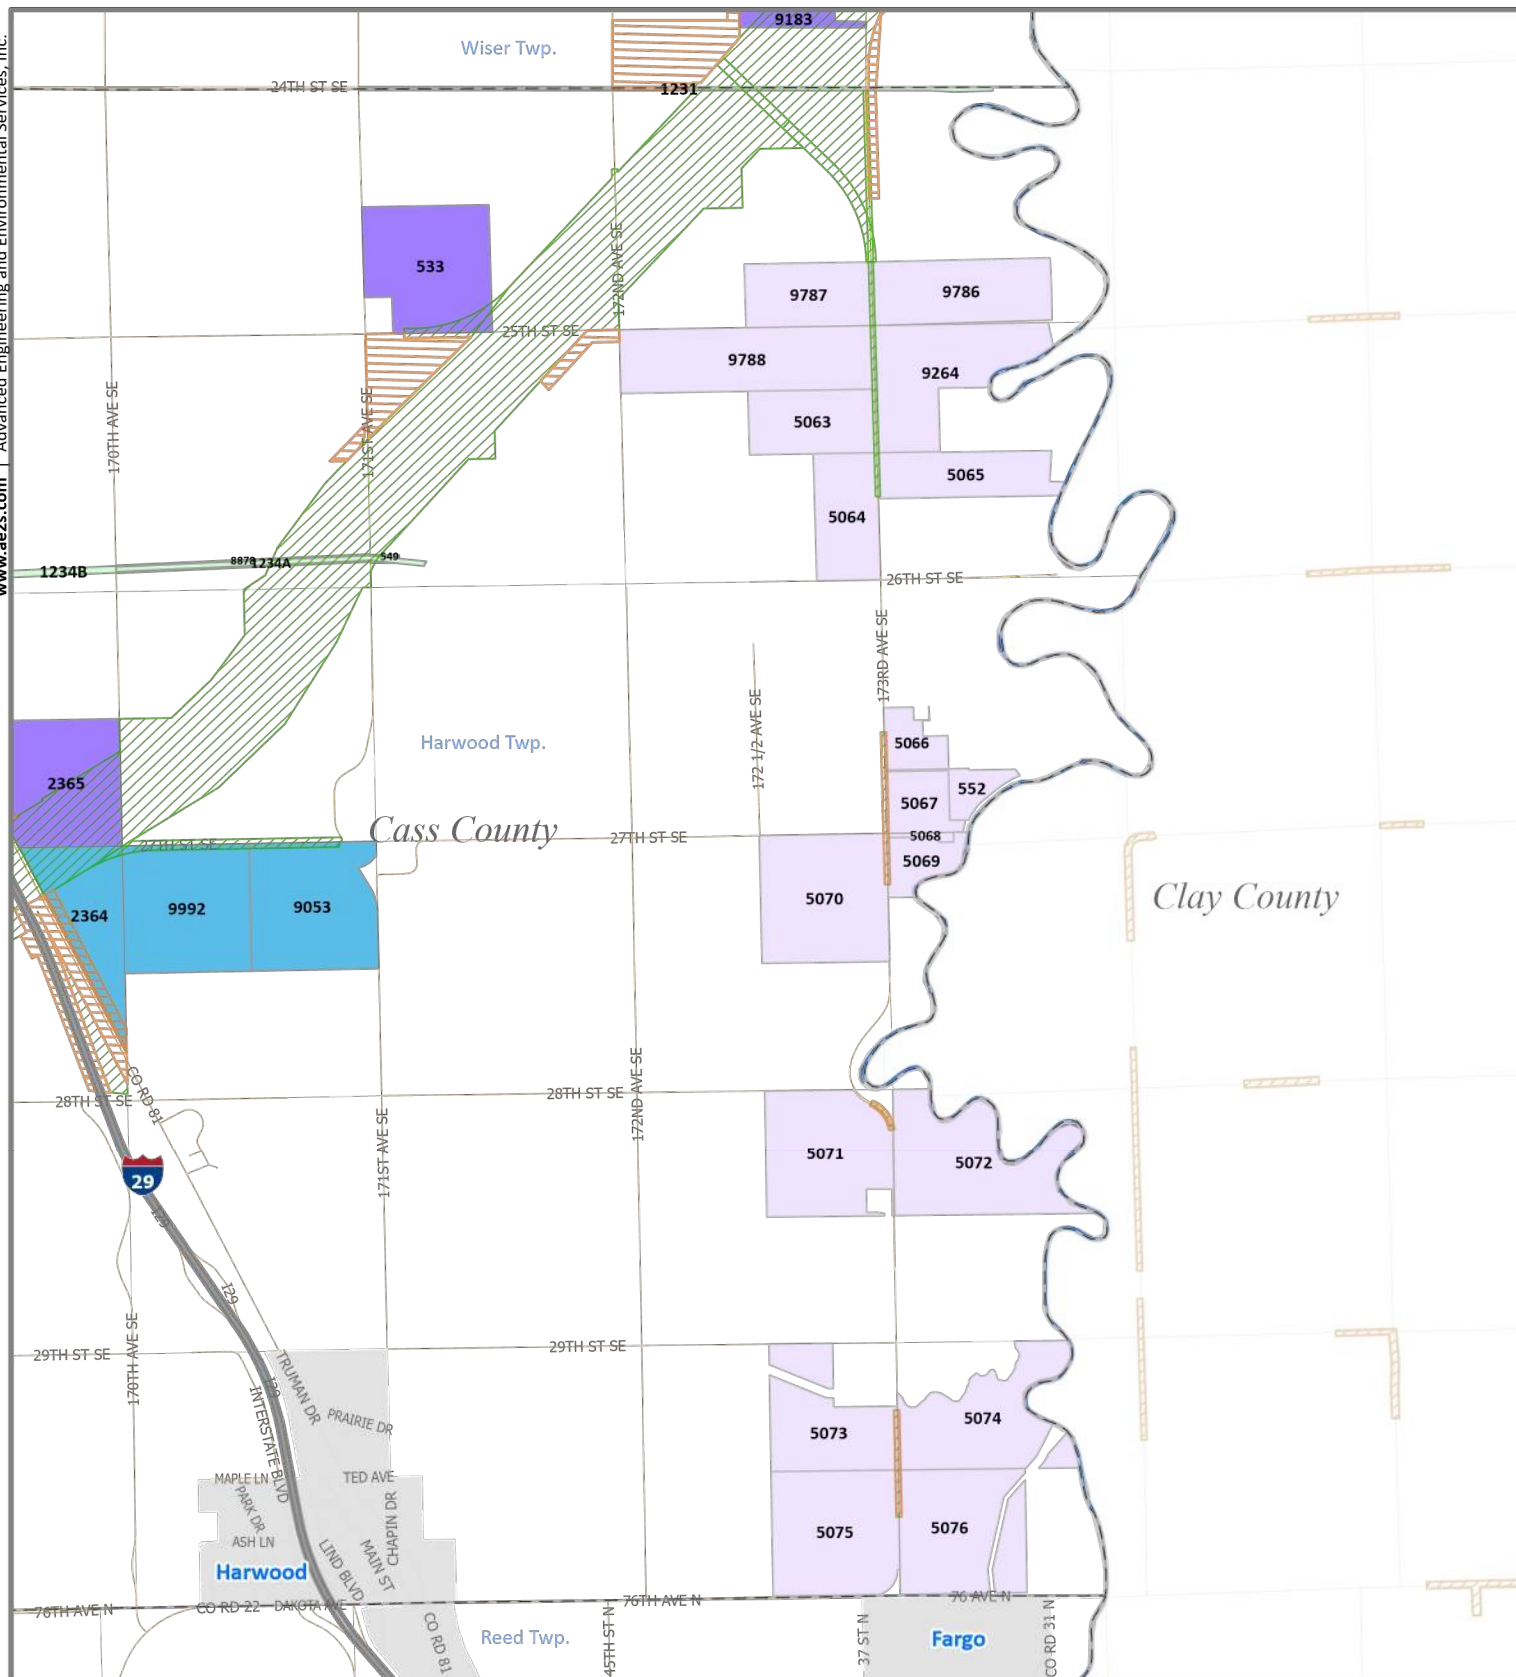 9183
Wiser Twp.
24TH ST SE
1231
www.ae2s.com | Advanced Engineering and Environmental Services, Inc.
533
172ND AVE SE
9787
9786
25TH ST SE
9788
9264
170TH AVE SE
171ST AVE SE
5063
5065
5064
1234B
8878
1234A
549
26TH ST SE
173RD AVE SE
172 1/2 AVE SE
Harwood Twp.
5066
2365
552
5067
Cass County
27TH ST SE
27TH ST SE
5068
5069
2364
9992
9053
5070
Clay County
28TH ST SE
CO RD 81
28TH ST SE
172ND AVE SE
171ST AVE SE
5071
5072
29
I29
I29
29TH ST SE
170TH AVE SE
29TH ST SE
TRUMAN DR
I29
INTERSTATE BLVD
PRAIRIE DR
5073
5074
MAPLE LN
TED AVE
PARK DR
CHAPIN DR
ASH LN
LIND BLVD
MAIN ST
5075
5076
Harwood
76TH AVE N
CO RD 22
DAKOTA AVE
76TH AVE N
76 AVE N
CO RD 81
Reed Twp.
45TH ST N
37 ST N
Fargo
CO RD 31 N